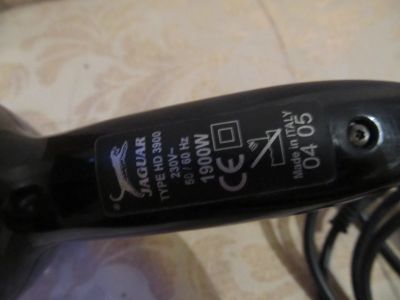 JAGUAR
TYPE HD 3900
230V~
50 / 60 Hz
1900W
CE
Made in ITALY
04 05